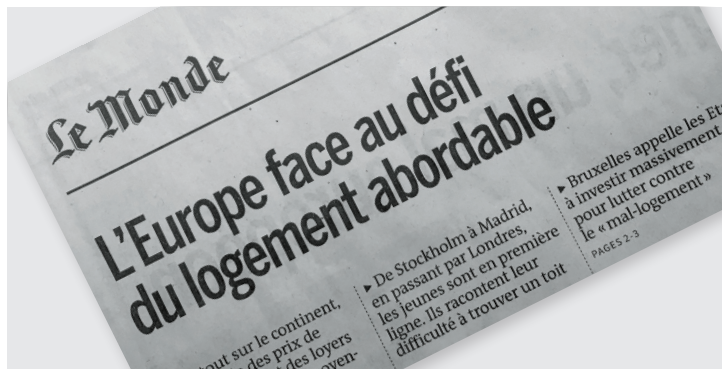 Le Monde
L’Europe face au défi
du logement abordable
tout sur le continent,
des prix de
des loyers
▸ De Stockholm à Madrid,
en passant par Londres,
les jeunes sont en première
ligne. Ils racontent leur
difficulté à trouver un toit
▸ Bruxelles appelle les
à investir massivement
pour lutter contre
le « mal-logement »
PAGES 2-3